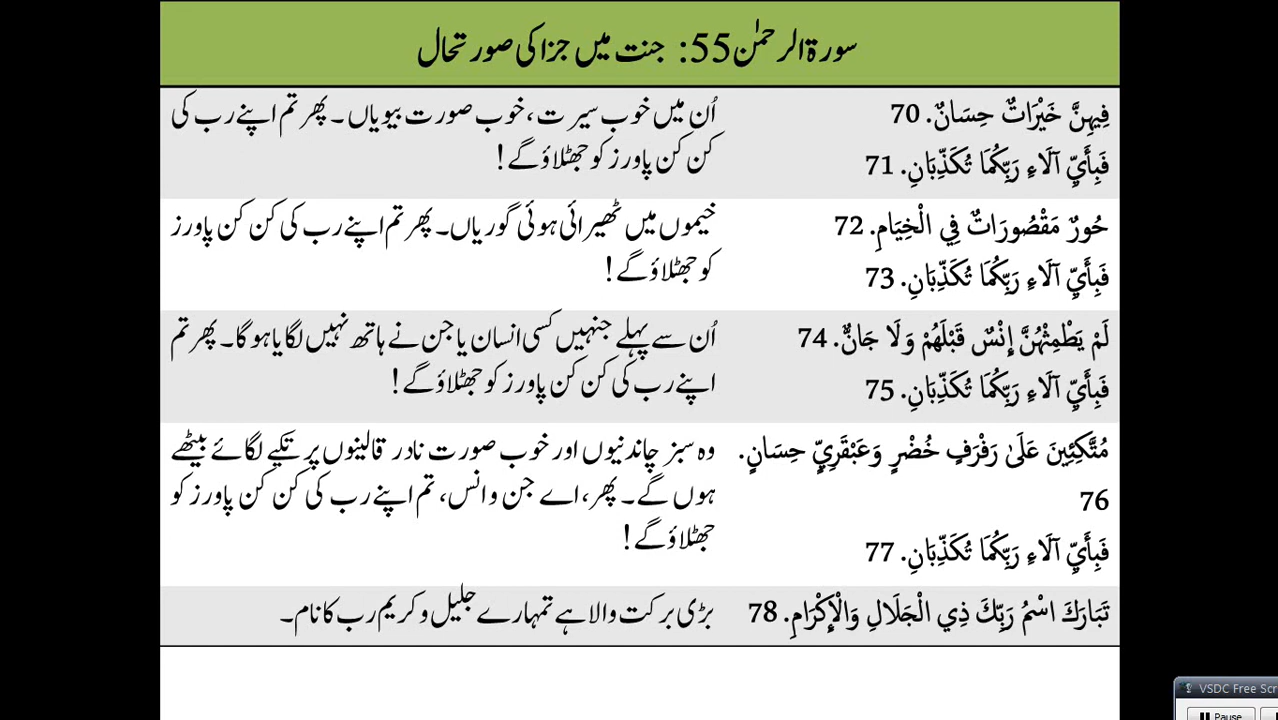 سورۃ الرحمٰن 55: جنت میں جزا کی صورتحال
فِيهِنَّ خَيْرَاتٌ حِسَانٌ. 70
فَبِأَيِّ آلَاءِ رَبِّكُمَا تُكَذِّبَانِ. 71
اُن میں خوب سیرت، خوب صورت بیویاں۔ پھر تم اپنے رب کی
کن کن پاورز کو جھٹلاؤ گے!
حُورٌ مَقْصُورَاتٌ فِي الْخِيَامِ. 72
فَبِأَيِّ آلَاءِ رَبِّكُمَا تُكَذِّبَانِ. 73
خیموں میں ٹھیرائی ہوئی گوریاں۔ پھر تم اپنے رب کی کن کن پاورز
کو جھٹلاؤ گے!
لَمْ يَطْمِثْهُنَّ إِنْسٌ قَبْلَهُمْ وَلَا جَانٌّ. 74
فَبِأَيِّ آلَاءِ رَبِّكُمَا تُكَذِّبَانِ. 75
اُن سے پہلے جنہیں کسی انسان یا جن نے ہاتھ نہیں لگایا ہو گا۔ پھر تم
اپنے رب کی کن کن پاورز کو جھٹلاؤ گے!
مُتَّكِئِينَ عَلَىٰ رَفْرَفٍ خُضْرٍ وَعَبْقَرِيٍّ حِسَانٍ.
76
فَبِأَيِّ آلَاءِ رَبِّكُمَا تُكَذِّبَانِ. 77
وہ سبز چاندنیوں اور خوب صورت نادر قالینوں پر تکیے لگائے بیٹھے
ہوں گے۔ پھر، اے جن و انس، تم اپنے رب کی کن کن پاورز کو
جھٹلاؤ گے!
تَبَارَكَ اسْمُ رَبِّكَ ذِي الْجَلَالِ وَالْإِكْرَامِ. 78
بڑی برکت والا ہے تمہارے جلیل و کریم رب کا نام۔
VSDC Free Scr
Pause